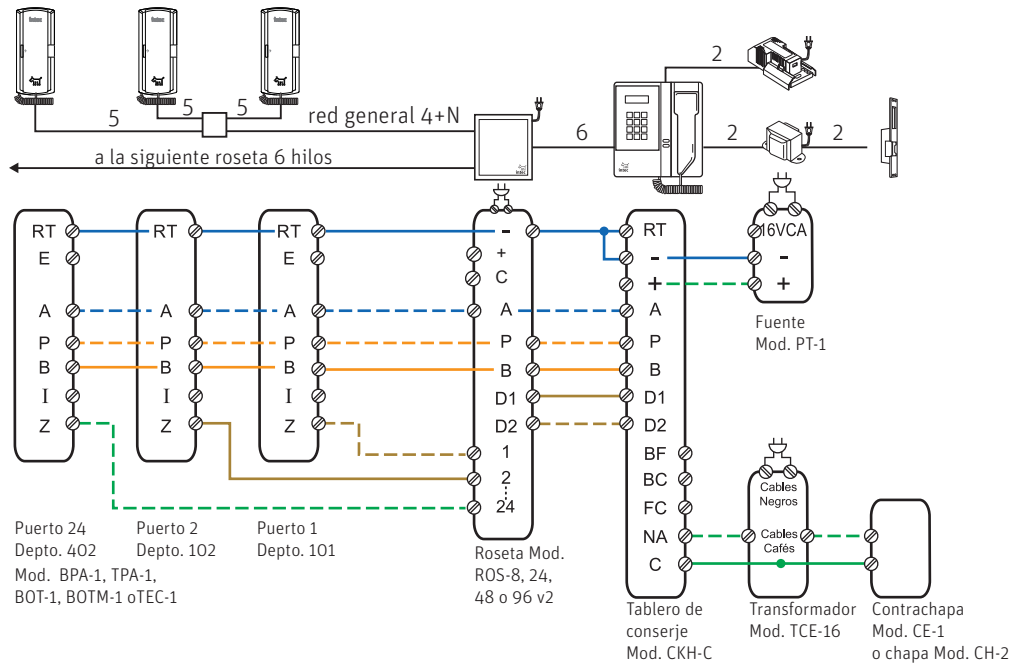 2
5
5
5
red general 4+N
6
2
2
a la siguiente roseta 6 hilos
Intec
Intec
RT
E
A
P
B
I
Z
RT
A
P
B
I
Z
RT
E
A
P
B
I
Z
-
+
C
A
P
B
D1
D2
1
2
24
RT
-
+
A
P
B
D1
D2
BF
BC
FC
NA
C
16VCA
-
+
Fuente
Mod. PT-1
Cables
Negros
Cables
Cafés
Puerto 24
Depto. 402
Mod. BPA-1, TPA-1,
BOT-1, BOTM-1 oTEC-1
Puerto 2
Depto. 102
Puerto 1
Depto. 101
Roseta Mod.
ROS-8, 24,
48 o 96 v2
Tablero de
conserje
Mod. CKH-C
Transformador
Mod. TCE-16
Contrachapa
Mod. CE-1
o chapa Mod. CH-2